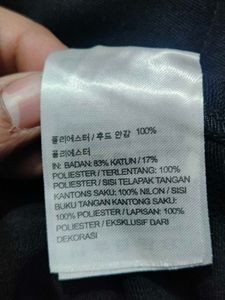 폴리에스터 / 후드 안감 100%
폴리에스터
IN: BADAN: 83% KATUN / 17%
POLIESTER / TERLENTANG: 100%
POLIESTER / SISI TELAPAK TANGAN
KANTONG SAKU: 100% NILON / SISI
BUKU TANGAN KANTONG SAKU:
100% POLIESTER / LAPISAN: 100%
POLIESTER / EKSKLUSIF DARI
DEKORASI